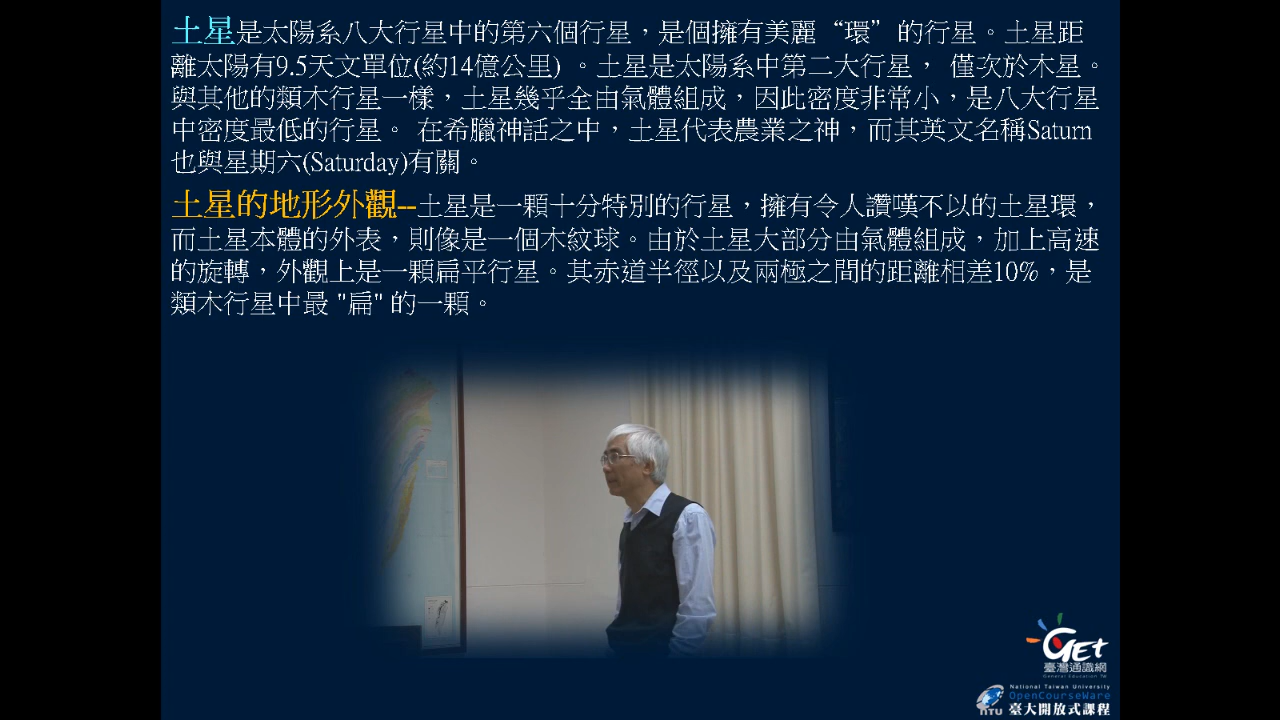 土星是太陽系八大行星中的第六個行星，是個擁有美麗“環”的行星。土星距
離太陽有9.5天文單位(約14億公里) 。土星是太陽系中第二大行星， 僅次於木星。
與其他的類木行星一樣，土星幾乎全由氣體組成，因此密度非常小，是八大行星
中密度最低的行星。 在希臘神話之中，土星代表農業之神，而其英文名稱Saturn
也與星期六(Saturday)有關。
土星的地形外觀--土星是一顆十分特別的行星，擁有令人讚嘆不以的土星環，
而土星本體的外表，則像是一個木紋球。由於土星大部分由氣體組成，加上高速
的旋轉，外觀上是一顆扁平行星。其赤道半徑以及兩極之間的距離相差10%，是
類木行星中最 "扁" 的一顆。
GEt
臺灣通識網
General Education TW
National Taiwan University
OpenCourseWare
NTU 臺大開放式課程